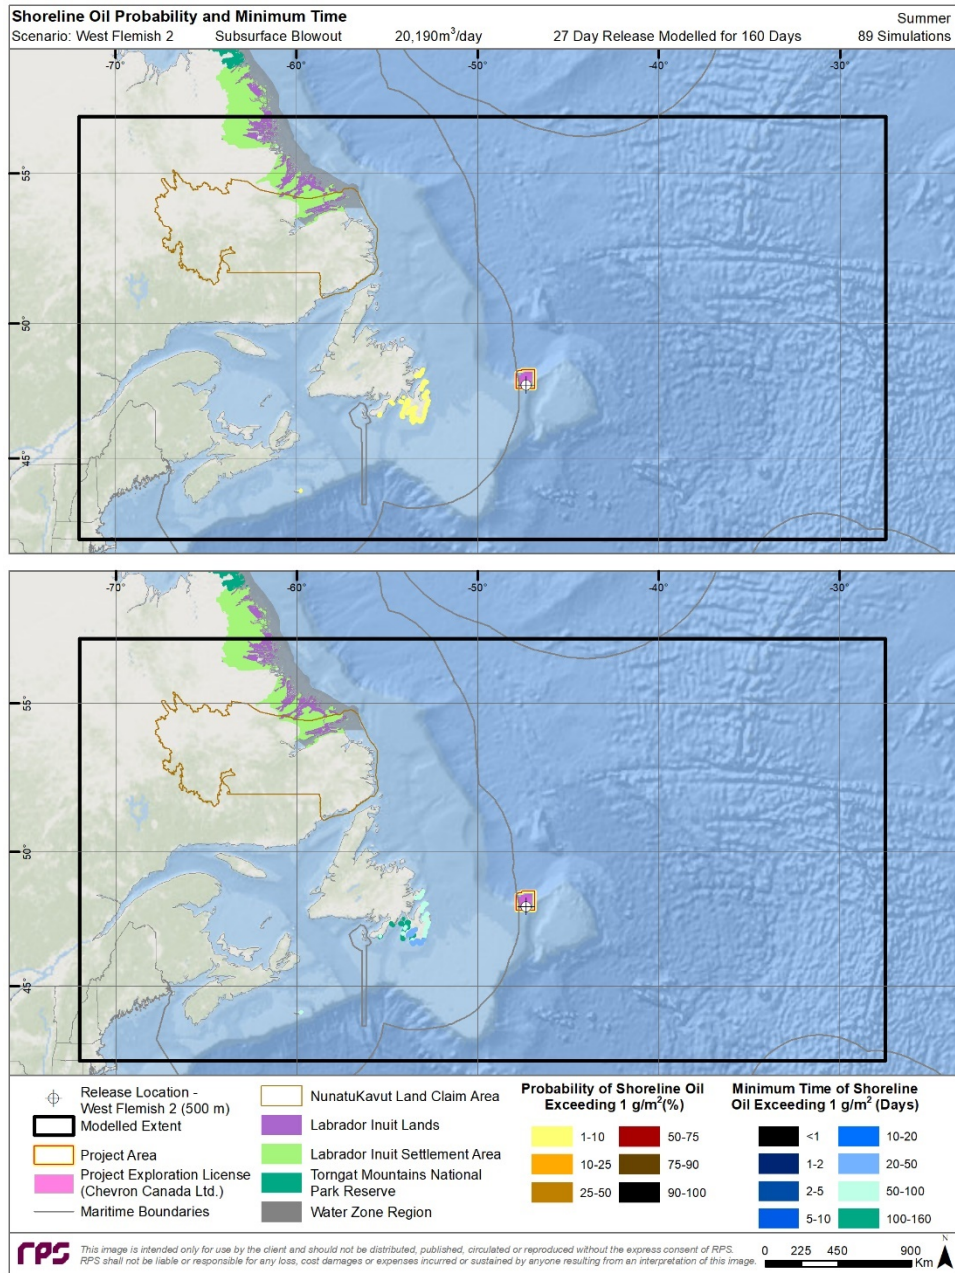 Shoreline Oil Probability and Minimum Time
Summer
Scenario: West Flemish 2 Subsurface Blowout 20,190m³/day 27 Day Release Modelled for 160 Days 89 Simulations
-70° -60° -50° -40° -30°
55°
50°
45°
-70° -60° -50° -40° -30°
55°
50°
45°
Release Location -
West Flemish 2 (500 m)
Modelled Extent
Project Area
Project Exploration License
(Chevron Canada Ltd.)
Maritime Boundaries
NunatuKavut Land Claim Area
Labrador Inuit Lands
Labrador Inuit Settlement Area
Torngat Mountains National
Park Reserve
Water Zone Region
Probability of Shoreline Oil
Exceeding 1 g/m²(%)
1-10
10-25
25-50
50-75
75-90
90-100
Minimum Time of Shoreline
Oil Exceeding 1 g/m² (Days)
<1
1-2
2-5
5-10
10-20
20-50
50-100
100-160
rps
This image is intended only for use by the client and should not be distributed, published, circulated or reproduced without the express consent of RPS.
RPS shall not be liable or responsible for any loss, cost damages or expenses incurred or sustained by anyone resulting from an interpretation of this image.
0 225 450 900
Km
N